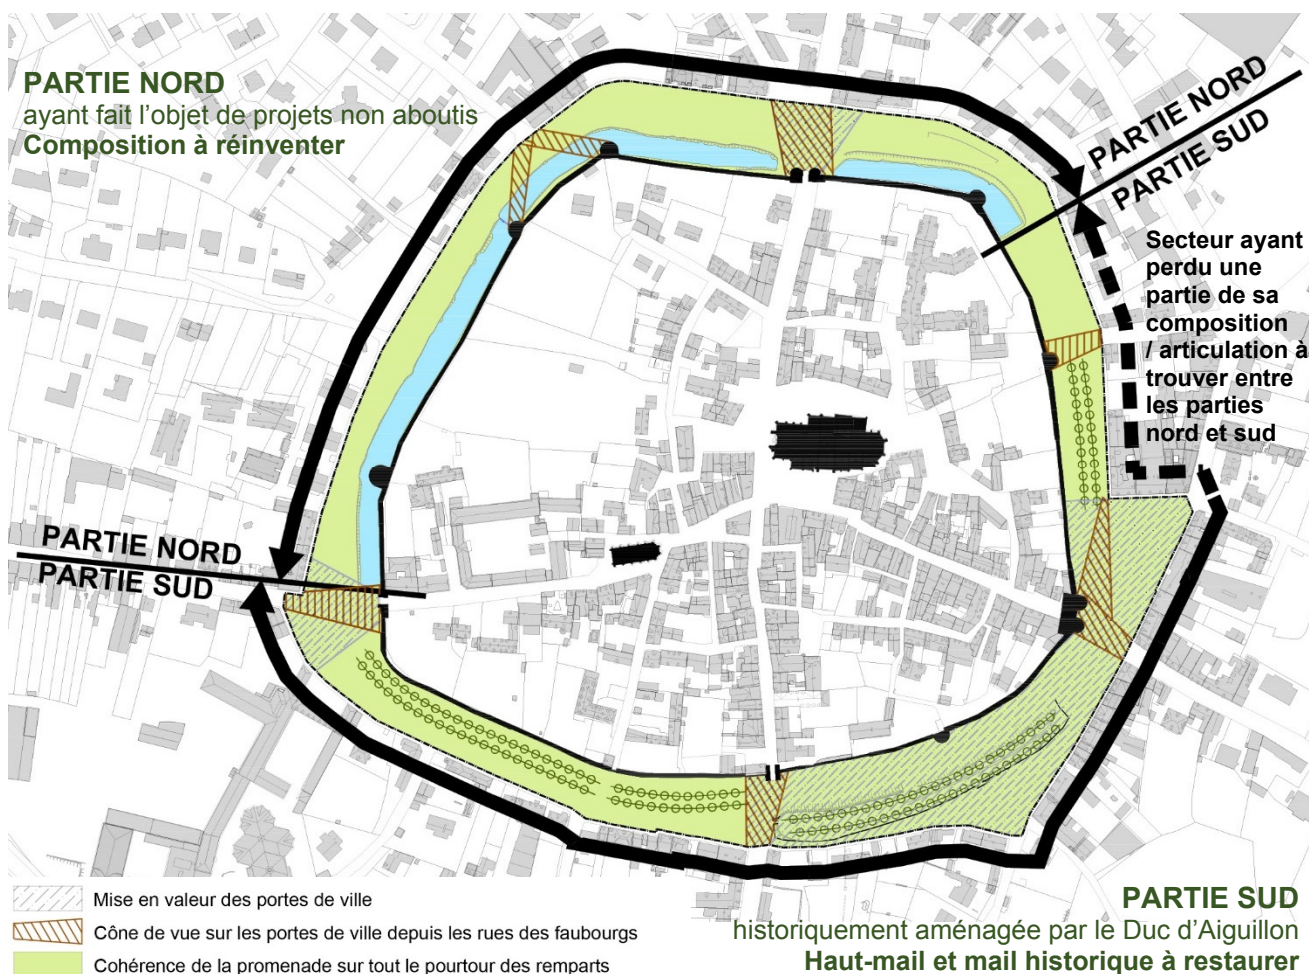 PARTIE NORD
ayant fait l’objet de projets non aboutis
Composition à réinventer
PARTIE NORD
PARTIE SUD
Secteur ayant
perdu une
partie de sa
composition
/ articulation à
trouver entre
les parties
nord et sud
PARTIE NORD
PARTIE SUD
Mise en valeur des portes de ville
Cône de vue sur les portes de ville depuis les rues des faubourgs
Cohérence de la promenade sur tout le pourtour des remparts
PARTIE SUD
historiquement aménagée par le Duc d’Aiguillon
Haut-mail et mail historique à restaurer